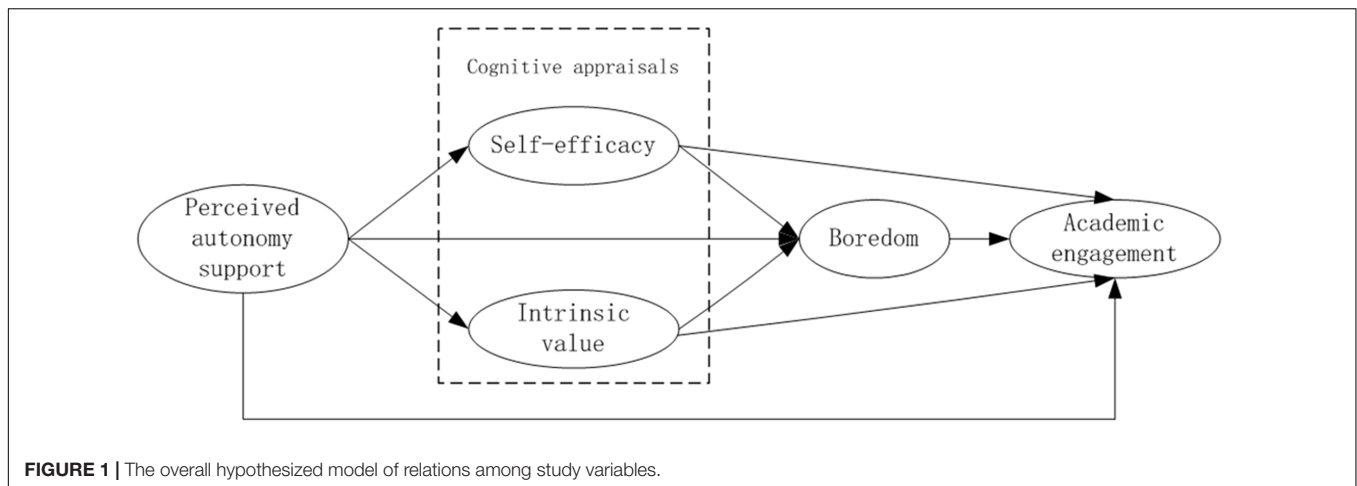 Cognitive appraisals
Self-efficacy
Perceived
autonomy
support
Boredom
Academic
engagement
Intrinsic
value
FIGURE 1 | The overall hypothesized model of relations among study variables.